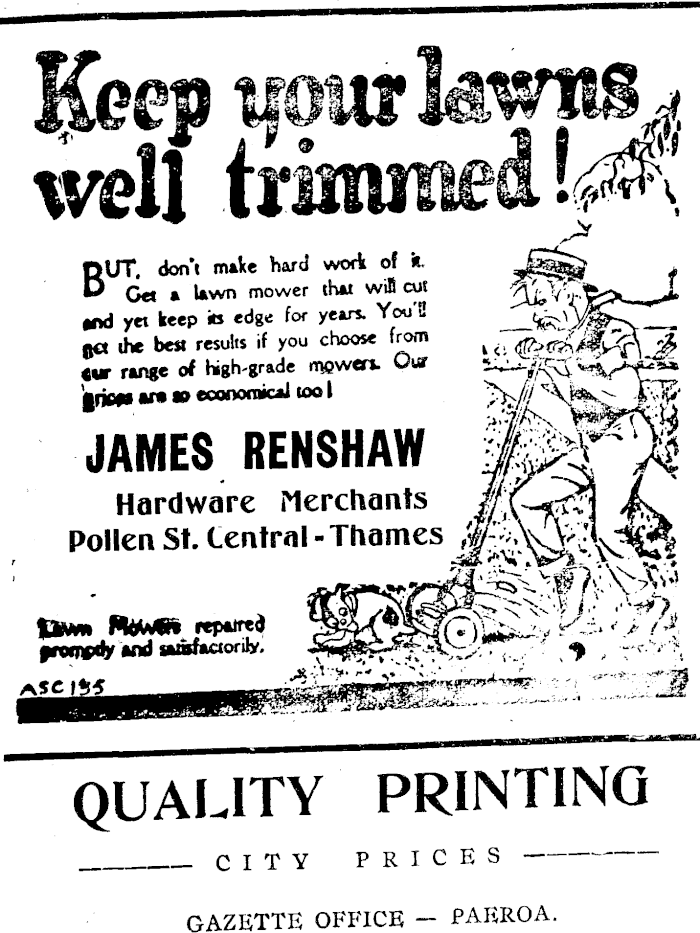 Keep your lawns
well trimmed!
BUT, don't make hard work of it.
Get a lawn mower that will cut
and yet keep its edge for years. You'll
get the best results if you choose from
our range of high-grade mowers. Our
prices are so economical too!
JAMES RENSHAW
Hardware Merchants
Pollen St. Central - Thames
Lawn Mowers repaired
promptly and satisfactorily.
ASC 195
QUALITY PRINTING
CITY PRICES
GAZETTE OFFICE — PAEROA.